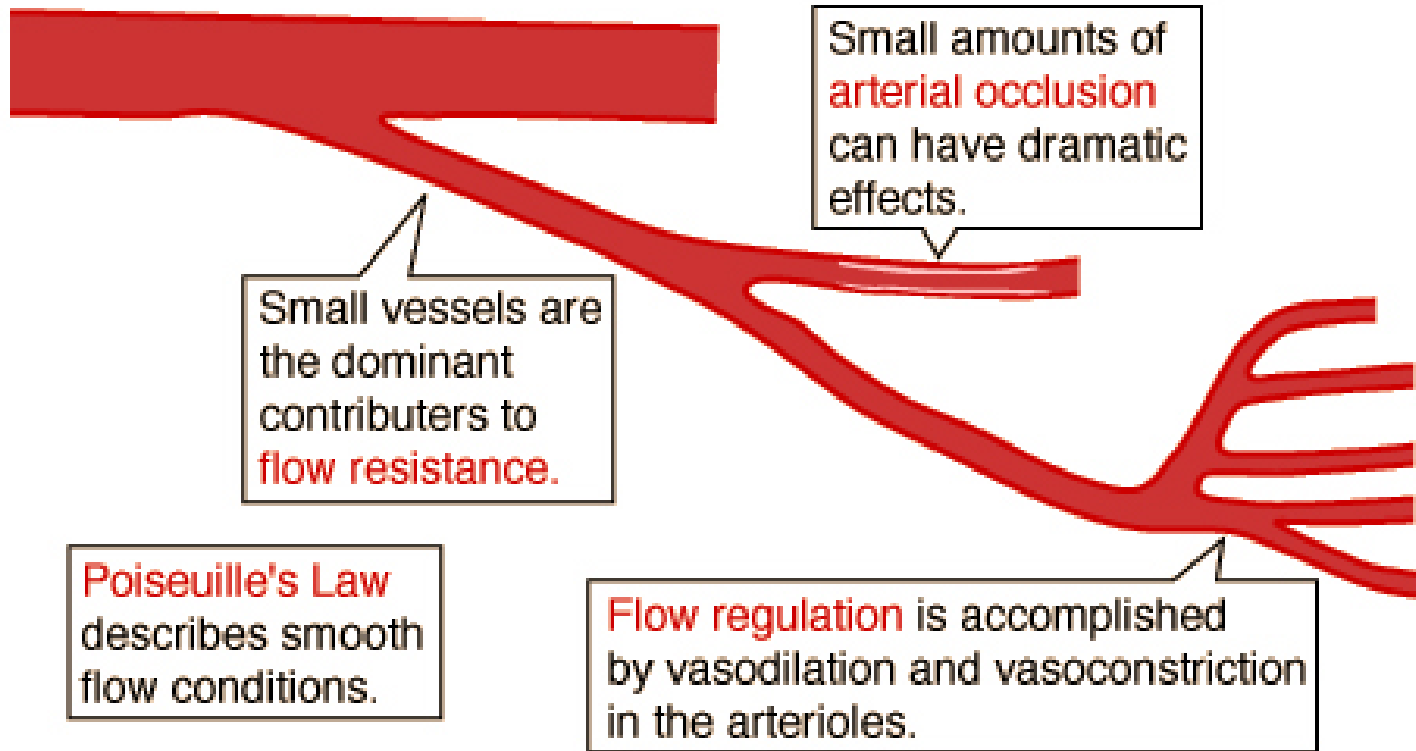 Small amounts of
arterial occlusion
can have dramatic
effects.
Small vessels are
the dominant
contributers to
flow resistance.
Poiseuille's Law
describes smooth
flow conditions.
Flow regulation is accomplished
by vasodilation and vasoconstriction
in the arterioles.